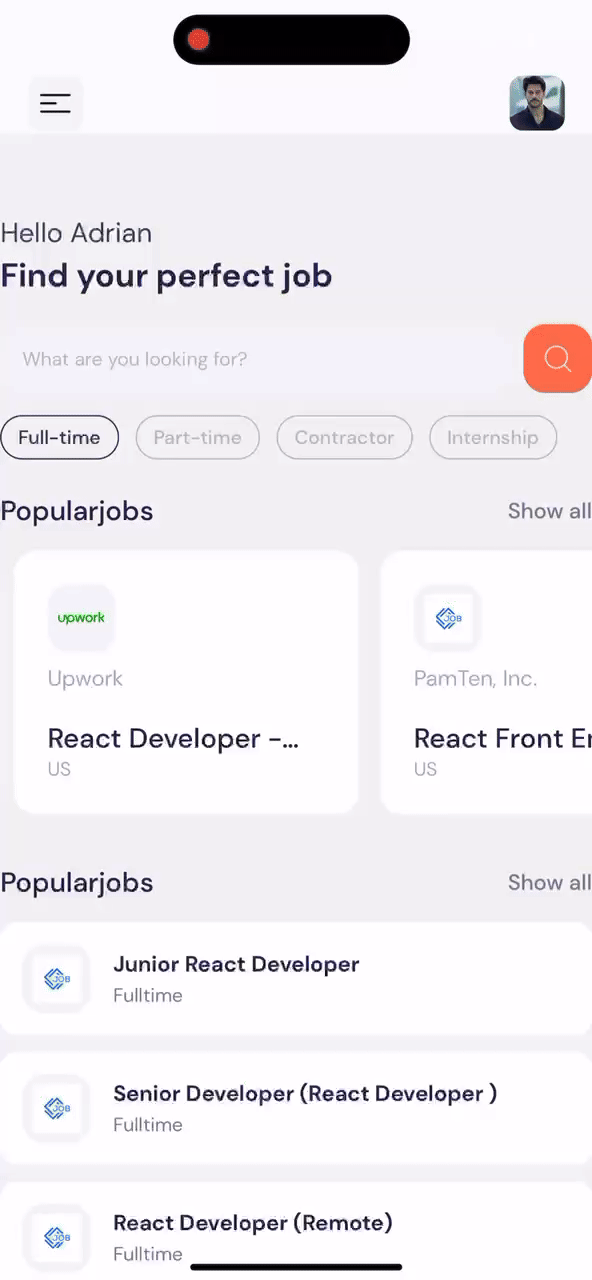 Hello Adrian
Find your perfect job
What are you looking for?
Full-time Part-time Contractor Internship
Popularjobs Show all
upwork JOB
Upwork PamTen, Inc.
React Developer -... React Front Er
US US
Popularjobs Show all
JOB
Junior React Developer
Fulltime
JOB
Senior Developer (React Developer )
Fulltime
JOB
React Developer (Remote)
Fulltime